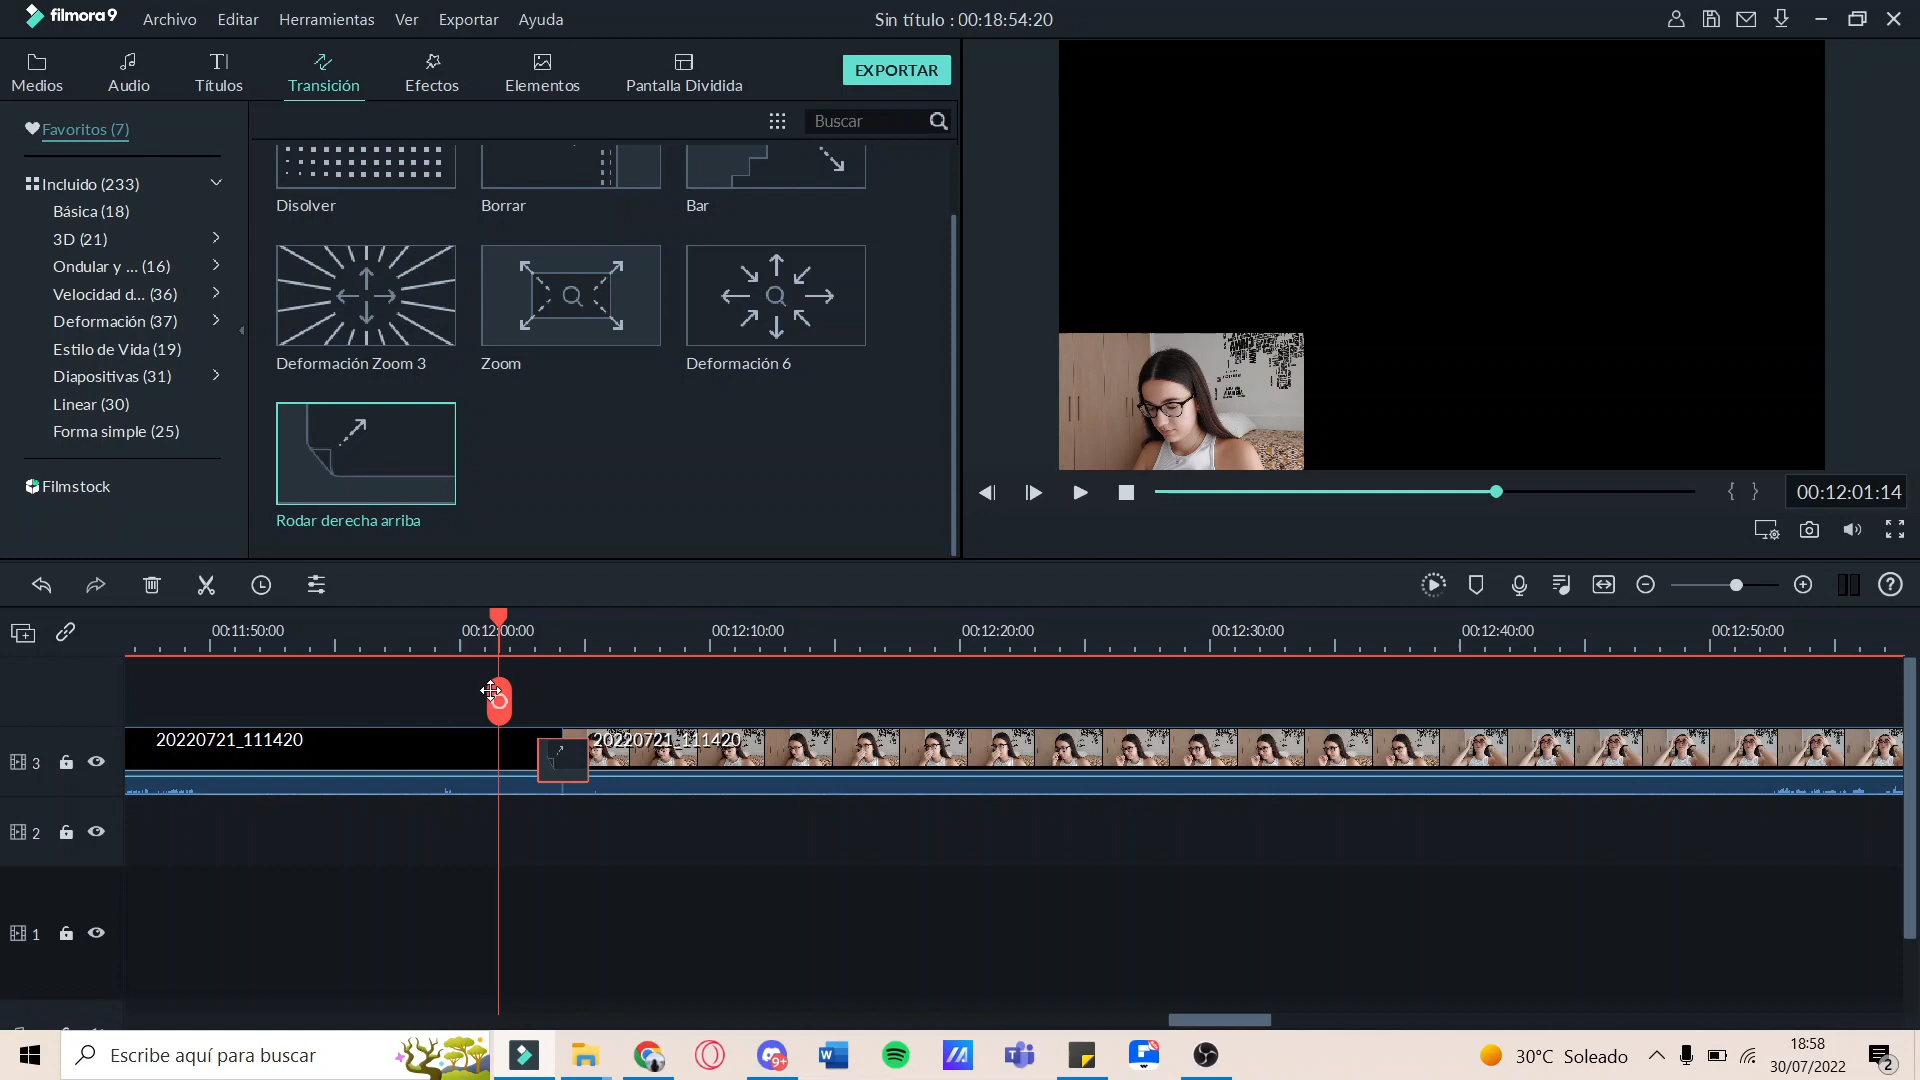 filmora9
Archivo Editar Herramientas Ver Exportar Ayuda
Sin título : 00:18:54:20
Medios Audio Títulos Transición Efectos Elementos Pantalla Dividida
EXPORTAR
Favoritos (7)
Buscar
Incluido (233)
Básica (18)
3D (21)
Ondular y ... (16)
Velocidad d... (36)
Deformación (37)
Estilo de Vida (19)
Diapositivas (31)
Linear (30)
Forma simple (25)
Filmstock
Disolver Borrar Bar
Deformación Zoom 3 Zoom Deformación 6
Rodar derecha arriba
00:12:01:14
00:11:50:00 00:12:00:00 00:12:10:00 00:12:20:00 00:12:30:00 00:12:40:00 00:12:50:00
20220721_111420 20220721_111420
3
2
1
Escribe aquí para buscar
9+
30°C Soleado
18:58
30/07/2022
2